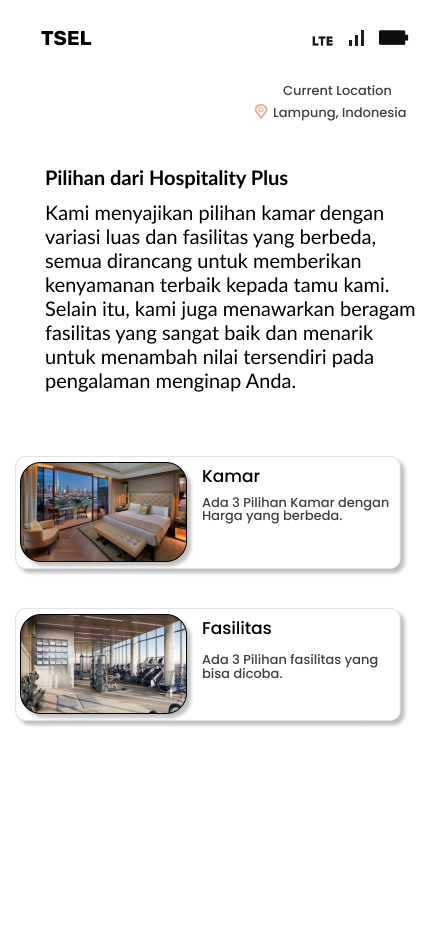 TSEL
LTE
Current Location
Lampung, Indonesia
Pilihan dari Hospitality Plus
Kami menyajikan pilihan kamar dengan
variasi luas dan fasilitas yang berbeda,
semua dirancang untuk memberikan
kenyamanan terbaik kepada tamu kami.
Selain itu, kami juga menawarkan beragam
fasilitas yang sangat baik dan menarik
untuk menambah nilai tersendiri pada
pengalaman menginap Anda.
Kamar
Ada 3 Pilihan Kamar dengan
Harga yang berbeda.
Fasilitas
Ada 3 Pilihan fasilitas yang
bisa dicoba.